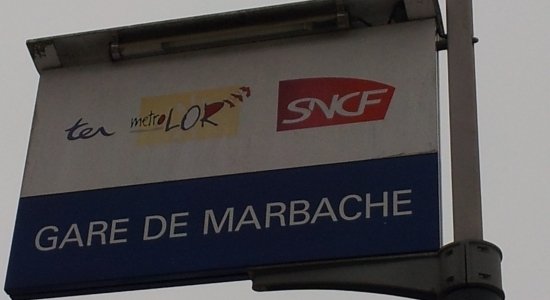 ter metroLOR SNCF
GARE DE MARBACHE